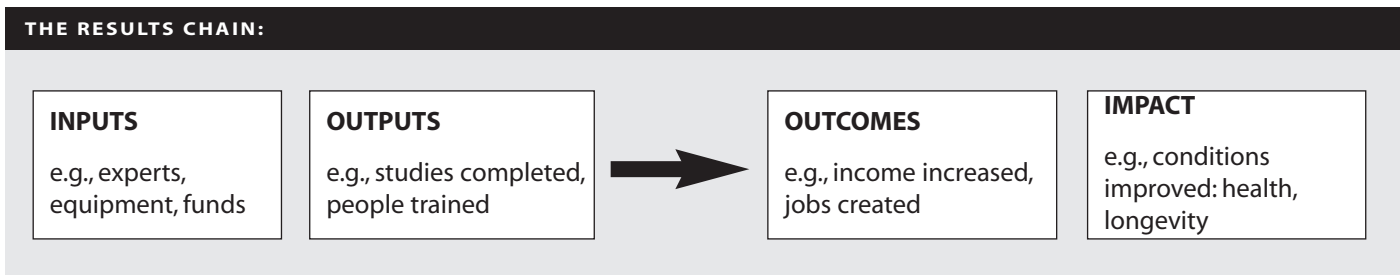 THE RESULTS CHAIN:
INPUTS
e.g., experts,
equipment, funds
OUTPUTS
e.g., studies completed,
people trained
OUTCOMES
e.g., income increased,
jobs created
IMPACT
e.g., conditions
improved: health,
longevity